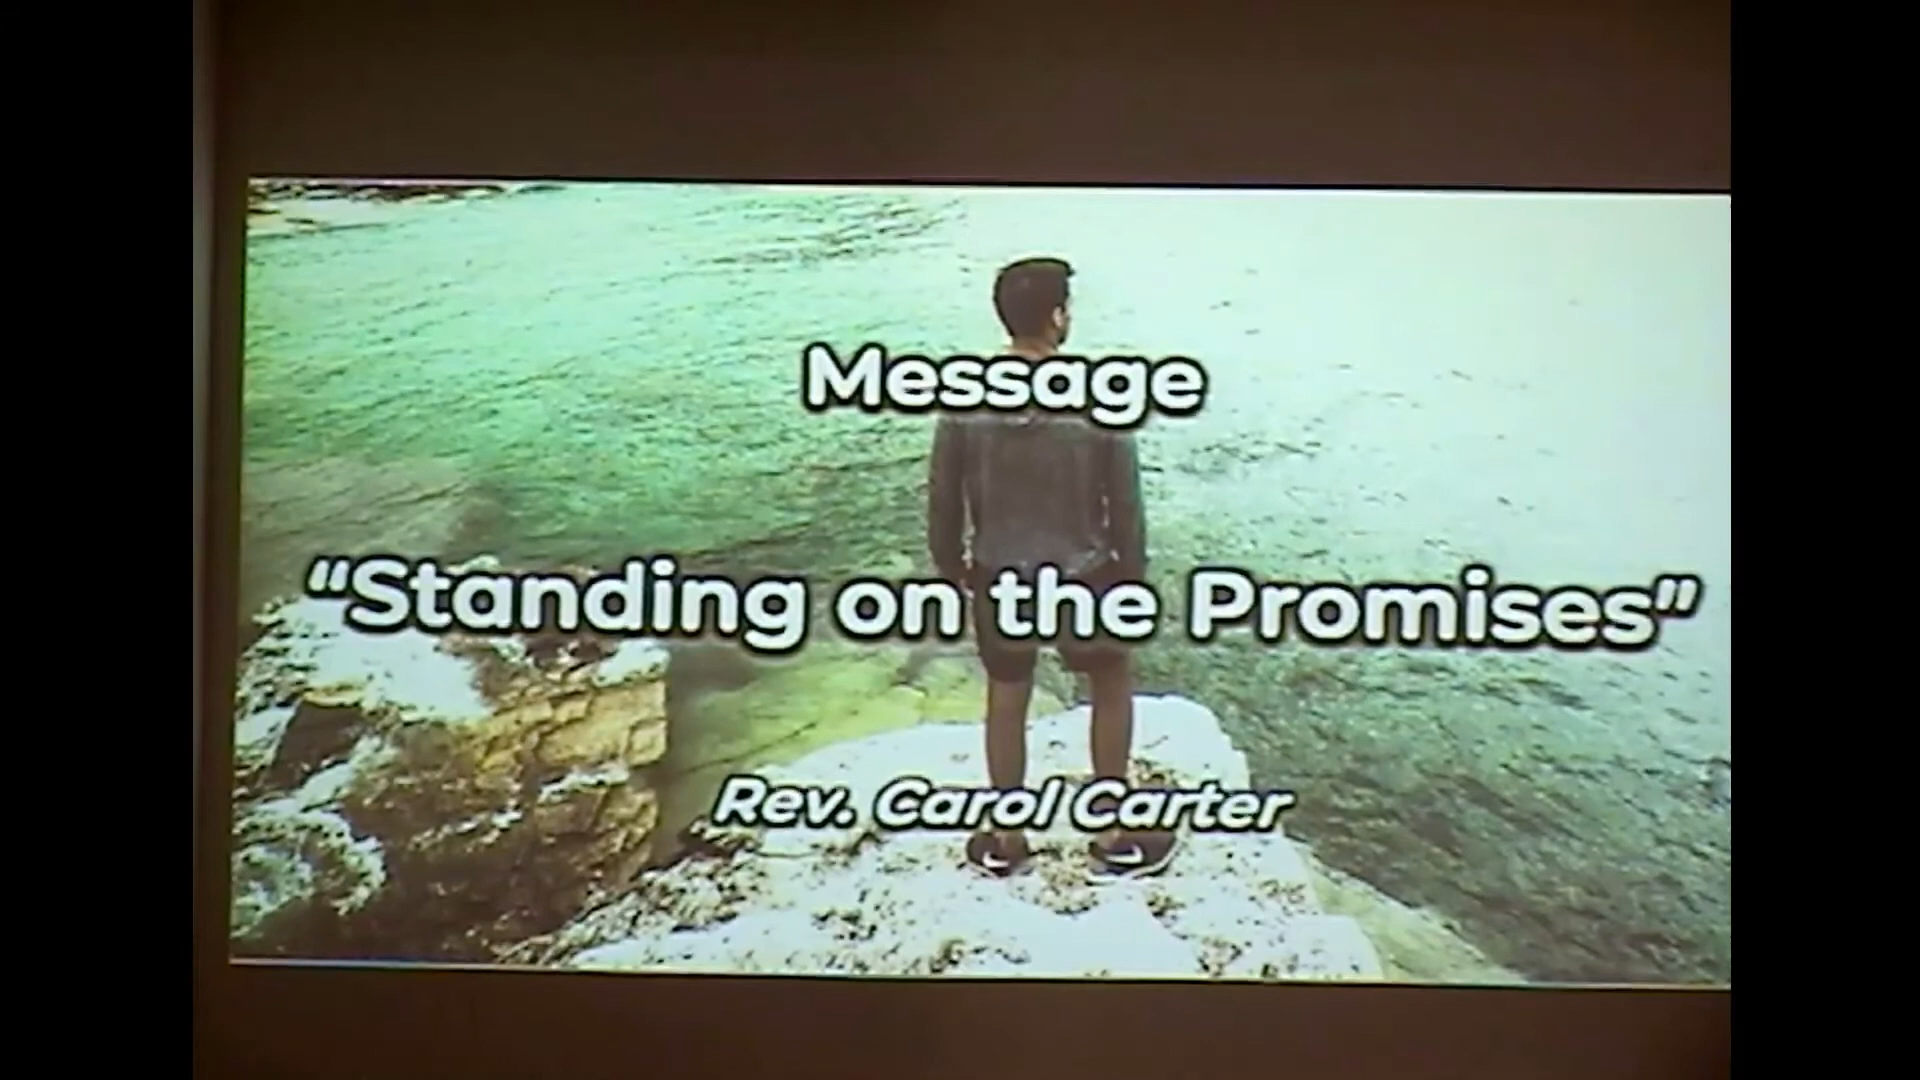 Message
“Standing on the Promises”
Rev. Carol Carter